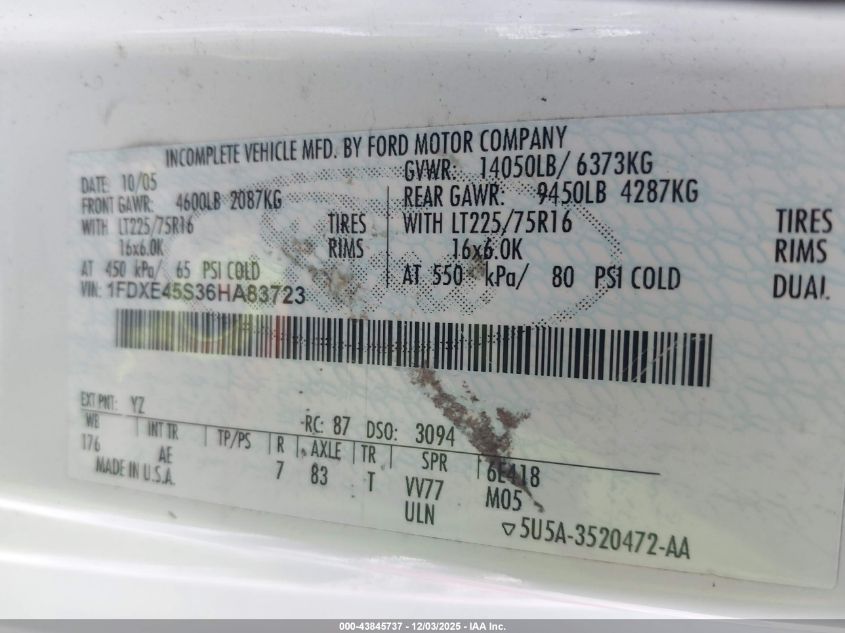 INCOMPLETE VEHICLE MFD. BY FORD MOTOR COMPANY
DATE: 10/05 GVWR: 14050LB/ 6373KG
FRONT GAWR: 4600LB 2087KG REAR GAWR: 9450LB 4287KG
WITH LT225/75R16 TIRES WITH LT225/75R16 TIRES
16x6.0K RIMS 16x6.0K RIMS
AT 450 kPa/ 65 PSI COLD AT 550 kPa/ 80 PSI COLD DUAL
VIN: 1FDXE45S36HA83723
EXT PNT: YZ RC: 87 DSO: 3094
WB INT TR TP/PS R AXLE TR SPR 6E418
176 AE 7 83 T VV77 M05
MADE IN U.S.A. ULN
▽5U5A-3520472-AA
000-43845737 - 12/03/2025 - IAA Inc.